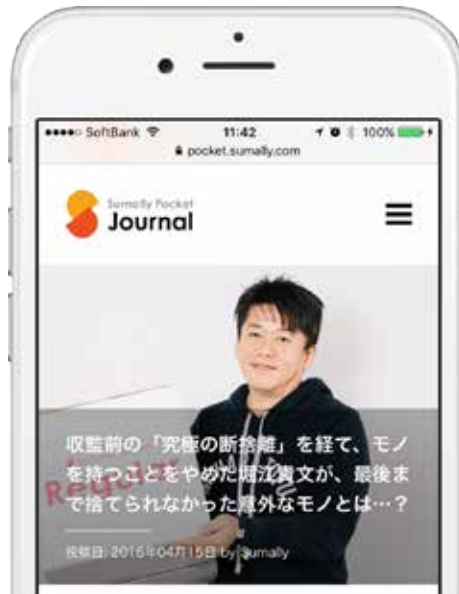 SoftBank 11:42 100%
pocket.sumally.com
Sumally Pocket
Journal
収監前の「究極の断捨離」を経て、モノ
を持つことをやめた堀江貴文が、最後ま
で捨てられなかった意外なモノとは…?
Regular
投稿日: 2016年04月15日 by Sumally